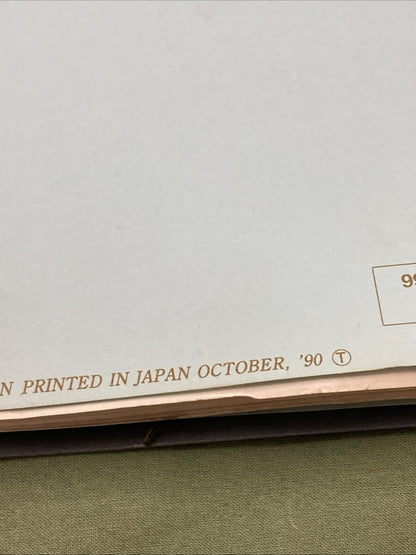 99
N PRINTED IN JAPAN OCTOBER, '90 Ⓣ